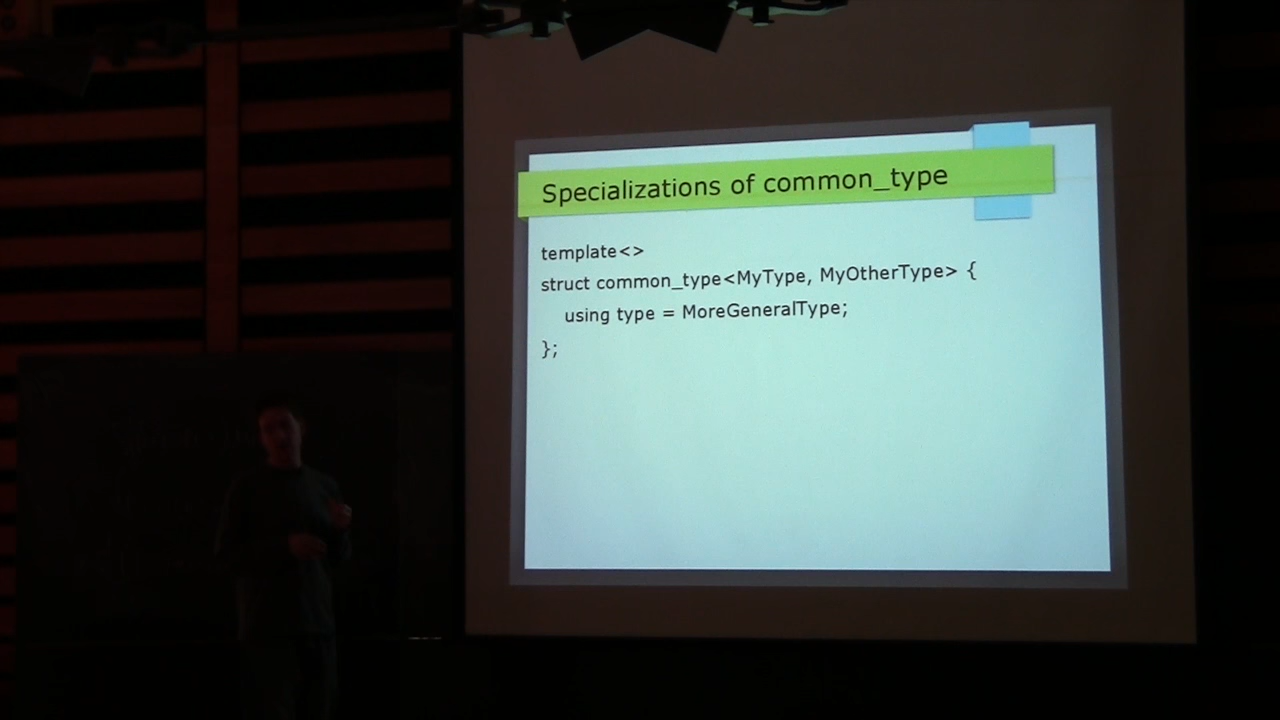 Specializations of common_type
template<>
struct common_type<MyType, MyOtherType> {
using type = MoreGeneralType;
};